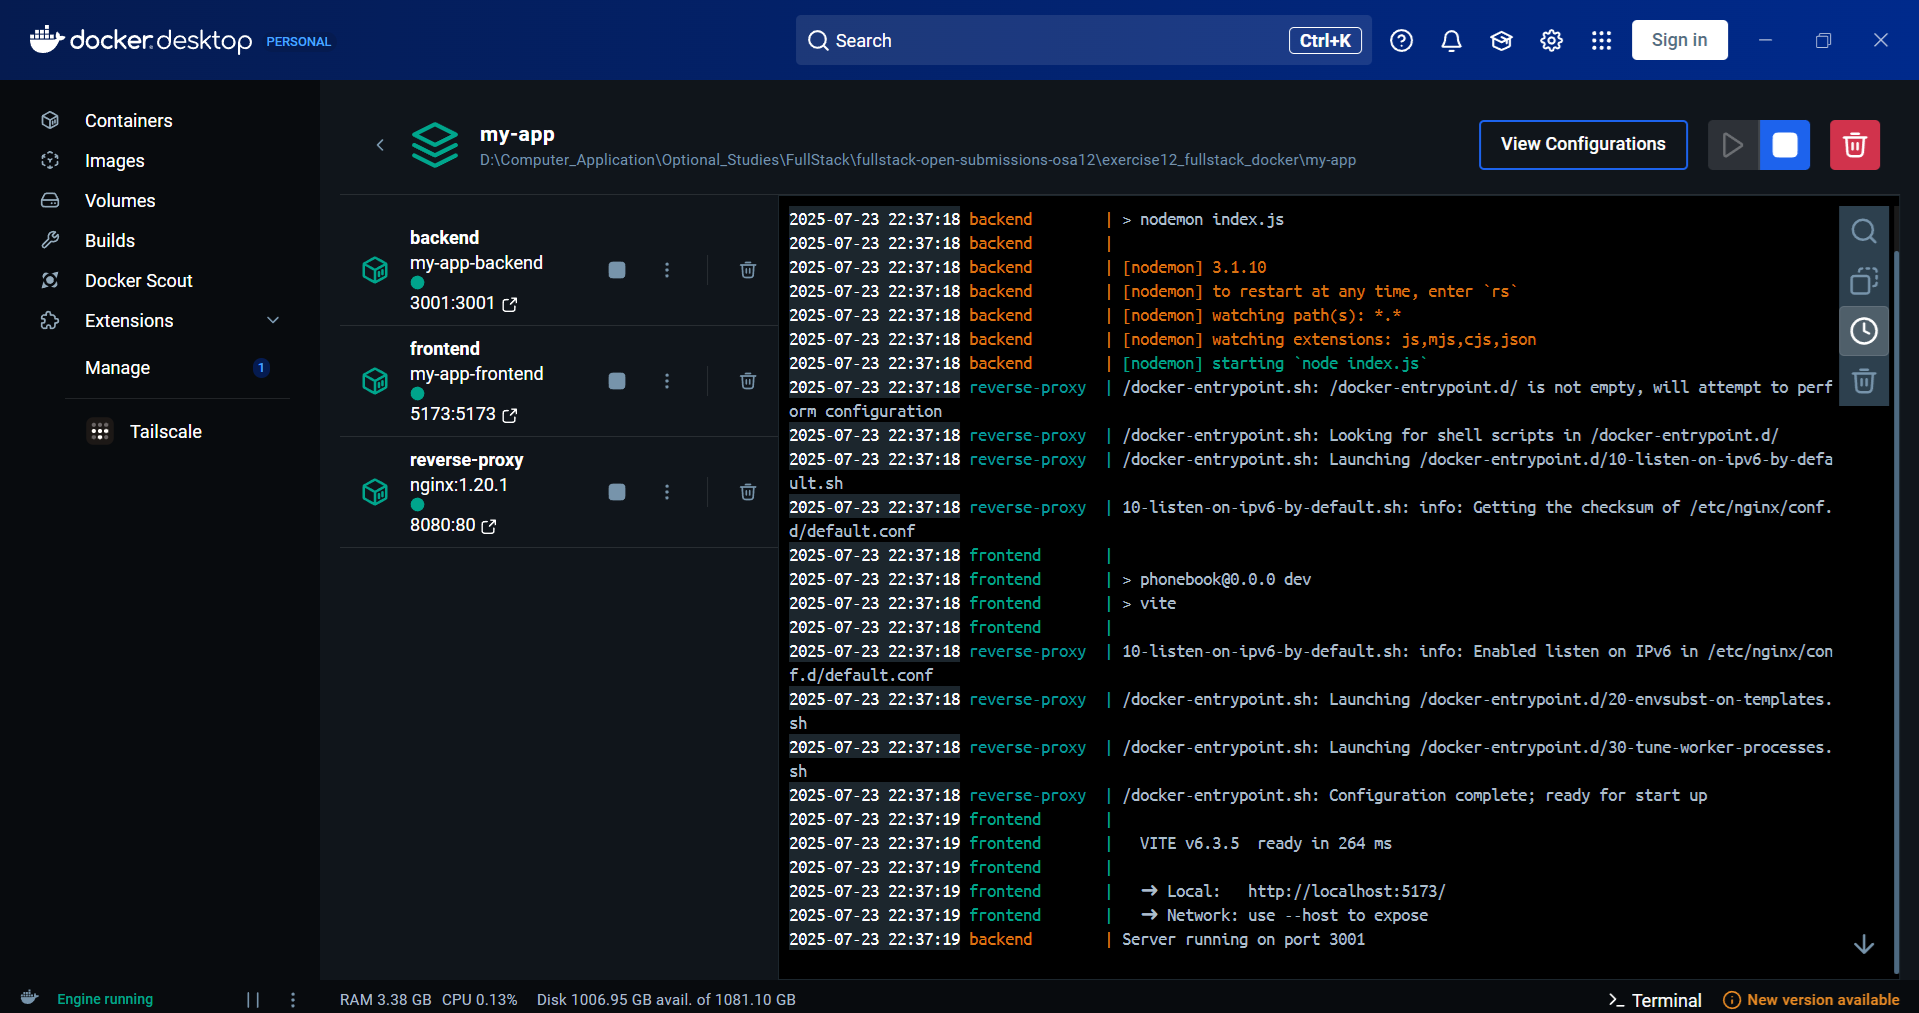 docker.desktop PERSONAL
Search
Ctrl+K
Sign in
Containers
Images
Volumes
Builds
Docker Scout
Extensions
Manage
1
Tailscale
my-app
D:\Computer_Application\Optional_Studies\FullStack\fullstack-open-submissions-osa12\exercise12_fullstack_docker\my-app
View Configurations
backend
my-app-backend
3001:3001
frontend
my-app-frontend
5173:5173
reverse-proxy
nginx:1.20.1
8080:80
2025-07-23 22:37:18 backend | > nodemon index.js
2025-07-23 22:37:18 backend |
2025-07-23 22:37:18 backend | [nodemon] 3.1.10
2025-07-23 22:37:18 backend | [nodemon] to restart at any time, enter `rs`
2025-07-23 22:37:18 backend | [nodemon] watching path(s): *.*
2025-07-23 22:37:18 backend | [nodemon] watching extensions: js,mjs,cjs,json
2025-07-23 22:37:18 backend | [nodemon] starting `node index.js`
2025-07-23 22:37:18 reverse-proxy | /docker-entrypoint.sh: /docker-entrypoint.d/ is not empty, will attempt to perf
orm configuration
2025-07-23 22:37:18 reverse-proxy | /docker-entrypoint.sh: Looking for shell scripts in /docker-entrypoint.d/
2025-07-23 22:37:18 reverse-proxy | /docker-entrypoint.sh: Launching /docker-entrypoint.d/10-listen-on-ipv6-by-defa
ult.sh
2025-07-23 22:37:18 reverse-proxy | 10-listen-on-ipv6-by-default.sh: info: Getting the checksum of /etc/nginx/conf.
d/default.conf
2025-07-23 22:37:18 frontend |
2025-07-23 22:37:18 frontend | > phonebook@0.0.0 dev
2025-07-23 22:37:18 frontend | > vite
2025-07-23 22:37:18 frontend |
2025-07-23 22:37:18 reverse-proxy | 10-listen-on-ipv6-by-default.sh: info: Enabled listen on IPv6 in /etc/nginx/con
f.d/default.conf
2025-07-23 22:37:18 reverse-proxy | /docker-entrypoint.sh: Launching /docker-entrypoint.d/20-envsubst-on-templates.
sh
2025-07-23 22:37:18 reverse-proxy | /docker-entrypoint.sh: Launching /docker-entrypoint.d/30-tune-worker-processes.
sh
2025-07-23 22:37:18 reverse-proxy | /docker-entrypoint.sh: Configuration complete; ready for start up
2025-07-23 22:37:19 frontend |
2025-07-23 22:37:19 frontend | VITE v6.3.5 ready in 264 ms
2025-07-23 22:37:19 frontend |
2025-07-23 22:37:19 frontend | ➜ Local: http://localhost:5173/
2025-07-23 22:37:19 frontend | ➜ Network: use --host to expose
2025-07-23 22:37:19 backend | Server running on port 3001
Engine running
RAM 3.38 GB CPU 0.13% Disk 1006.95 GB avail. of 1081.10 GB
Terminal
New version available